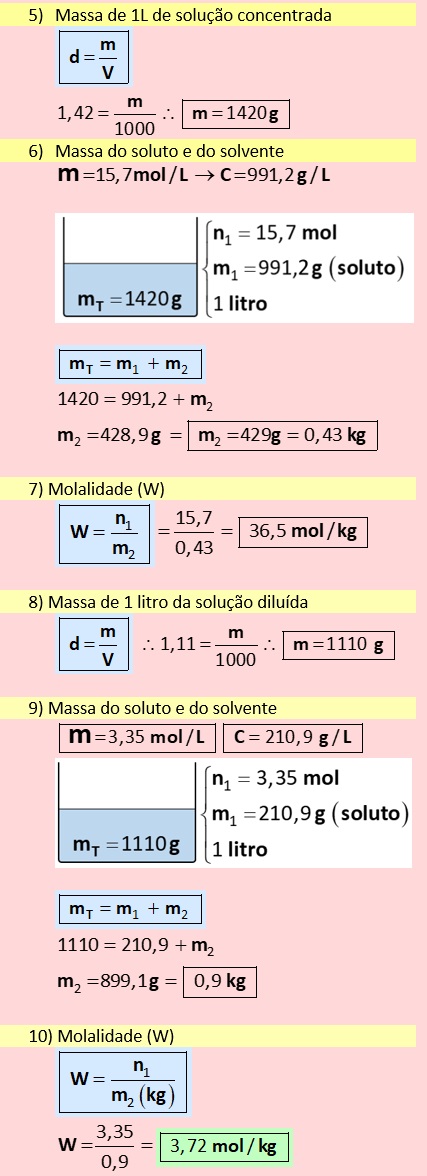 5) Massa de 1L de solução concentrada
d = m/V
1,42 = m/1000 ∴ m = 1420 g
6) Massa do soluto e do solvente
m =15,7mol/L → C=991,2g/L
n₁ = 15,7 mol
m₁ =991,2g (soluto)
mT =1420g
1 litro
mT = m₁ + m₂
1420 = 991,2 + m₂
m₂ =428,9g = m₂ =429g = 0,43 kg
7) Molalidade (W)
W = n₁/m₂ = 15,7/0,43 = 36,5 mol/kg
8) Massa de 1 litro da solução diluída
d = m/V ∴ 1,11 = m/1000 ∴ m =1110 g
9) Massa do soluto e do solvente
m =3,35 mol/L C = 210,9 g/L
n₁ = 3,35 mol
m₁ =210,9g (soluto)
mT =1110g
1 litro
mT = m₁ + m₂
1110 = 210,9 + m₂
m₂ =899,1g = 0,9 kg
10) Molalidade (W)
W = n₁/m₂ (kg)
W = 3,35/0,9 = 3,72 mol/kg